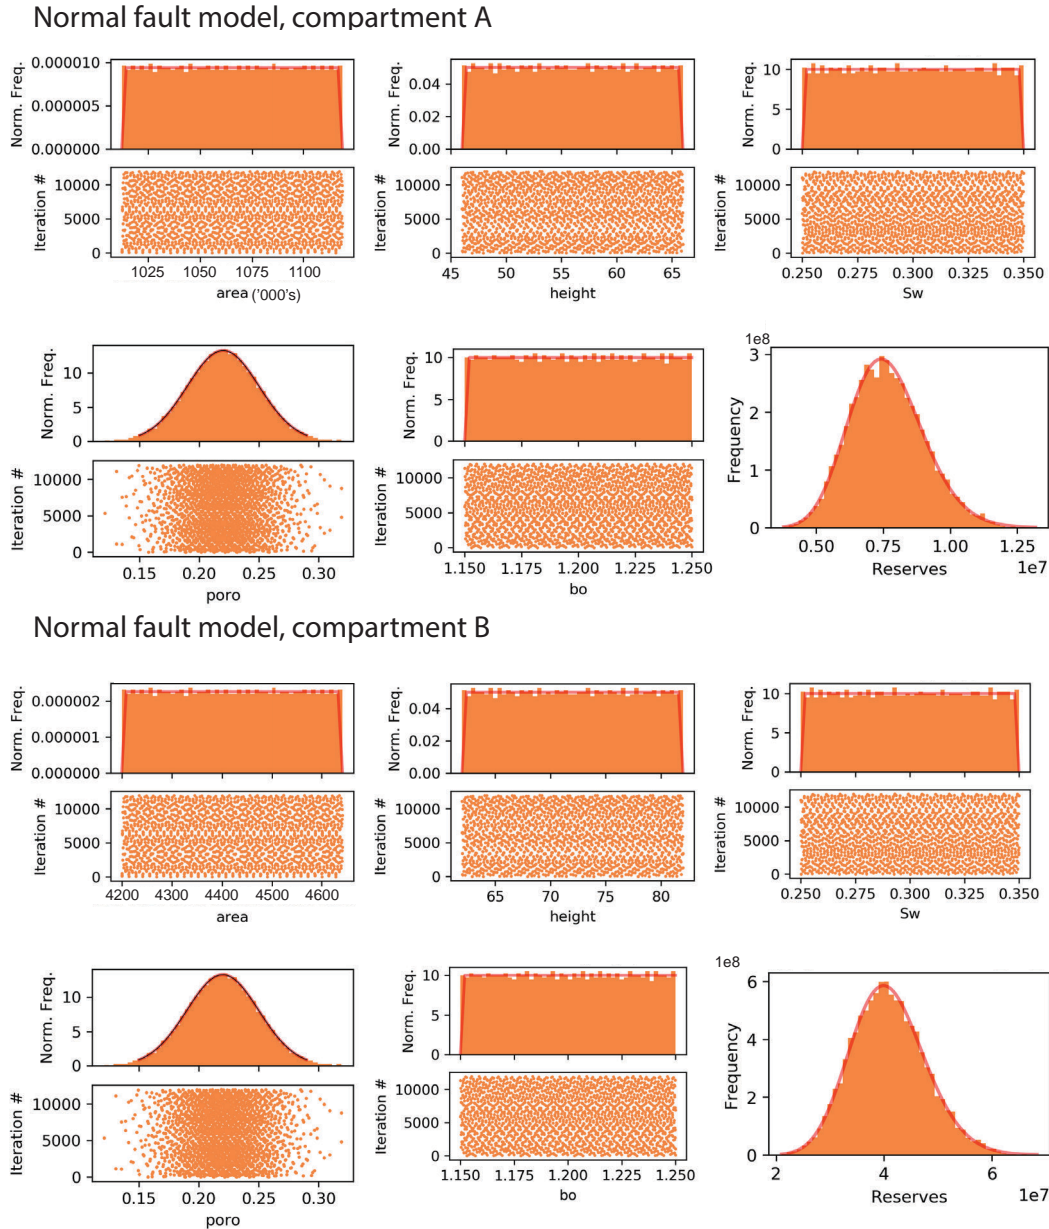 Normal fault model, compartment A
Norm. Freq.
0.000010
0.000005
0.000000
Iteration #
10000
5000
0
1025 1050 1075 1100
area ('000's)
Norm. Freq.
0.04
0.02
0.00
Iteration #
10000
5000
0
45 50 55 60 65
height
Norm. Freq.
10
5
0
Iteration #
10000
5000
0
0.250 0.275 0.300 0.325 0.350
Sw
Norm. Freq.
10
5
0
Iteration #
10000
5000
0
0.15 0.20 0.25 0.30
poro
Norm. Freq.
10
5
0
Iteration #
10000
5000
0
1.150 1.175 1.200 1.225 1.250
bo
1e8
Frequency
3
2
1
0
0.50 0.75 1.00 1.25
Reserves 1e7
Normal fault model, compartment B
Norm. Freq.
0.000002
0.000001
0.000000
Iteration #
10000
5000
0
4200 4300 4400 4500 4600
area
Norm. Freq.
0.04
0.02
0.00
Iteration #
10000
5000
0
65 70 75 80
height
Norm. Freq.
10
5
0
Iteration #
10000
5000
0
0.250 0.275 0.300 0.325 0.350
Sw
Norm. Freq.
10
5
0
Iteration #
10000
5000
0
0.15 0.20 0.25 0.30
poro
Norm. Freq.
10
5
0
Iteration #
10000
5000
0
1.150 1.175 1.200 1.225 1.250
bo
1e8
Frequency
6
4
2
0
2 4 6
Reserves 1e7